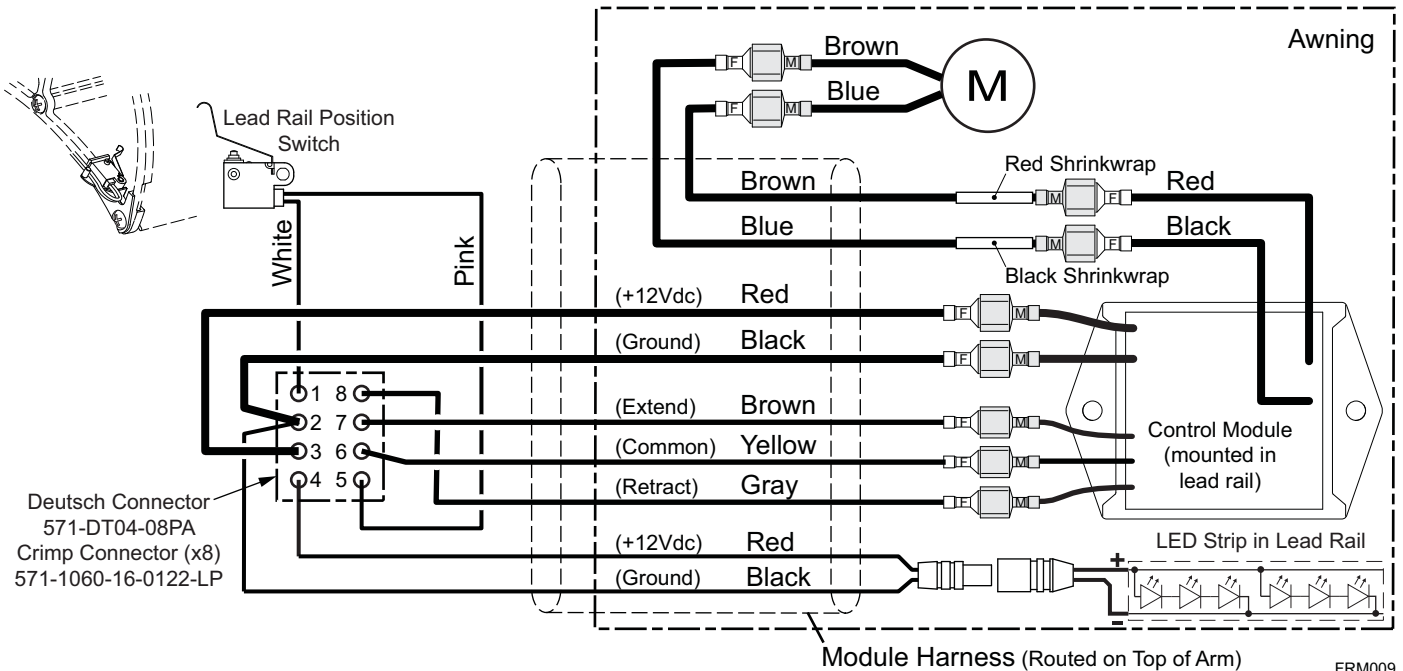 Awning
Brown
M
F M
Blue
F M
Lead Rail Position
Switch
Red Shrinkwrap
Brown
Red
M F
Blue
Black
M F
Black Shrinkwrap
White
Pink
(+12Vdc) Red
F M
(Ground) Black
F M
1 8
(Extend) Brown
2 7
F M
(Common) Yellow
3 6
F M
Control Module
(mounted in
lead rail)
(Retract) Gray
4 5
F M
Deutsch Connector
571-DT04-08PA
Crimp Connector (x8)
571-1060-16-0122-LP
(+12Vdc) Red
LED Strip in Lead Rail
+
(Ground) Black
-
Module Harness (Routed on Top of Arm)
FRM009